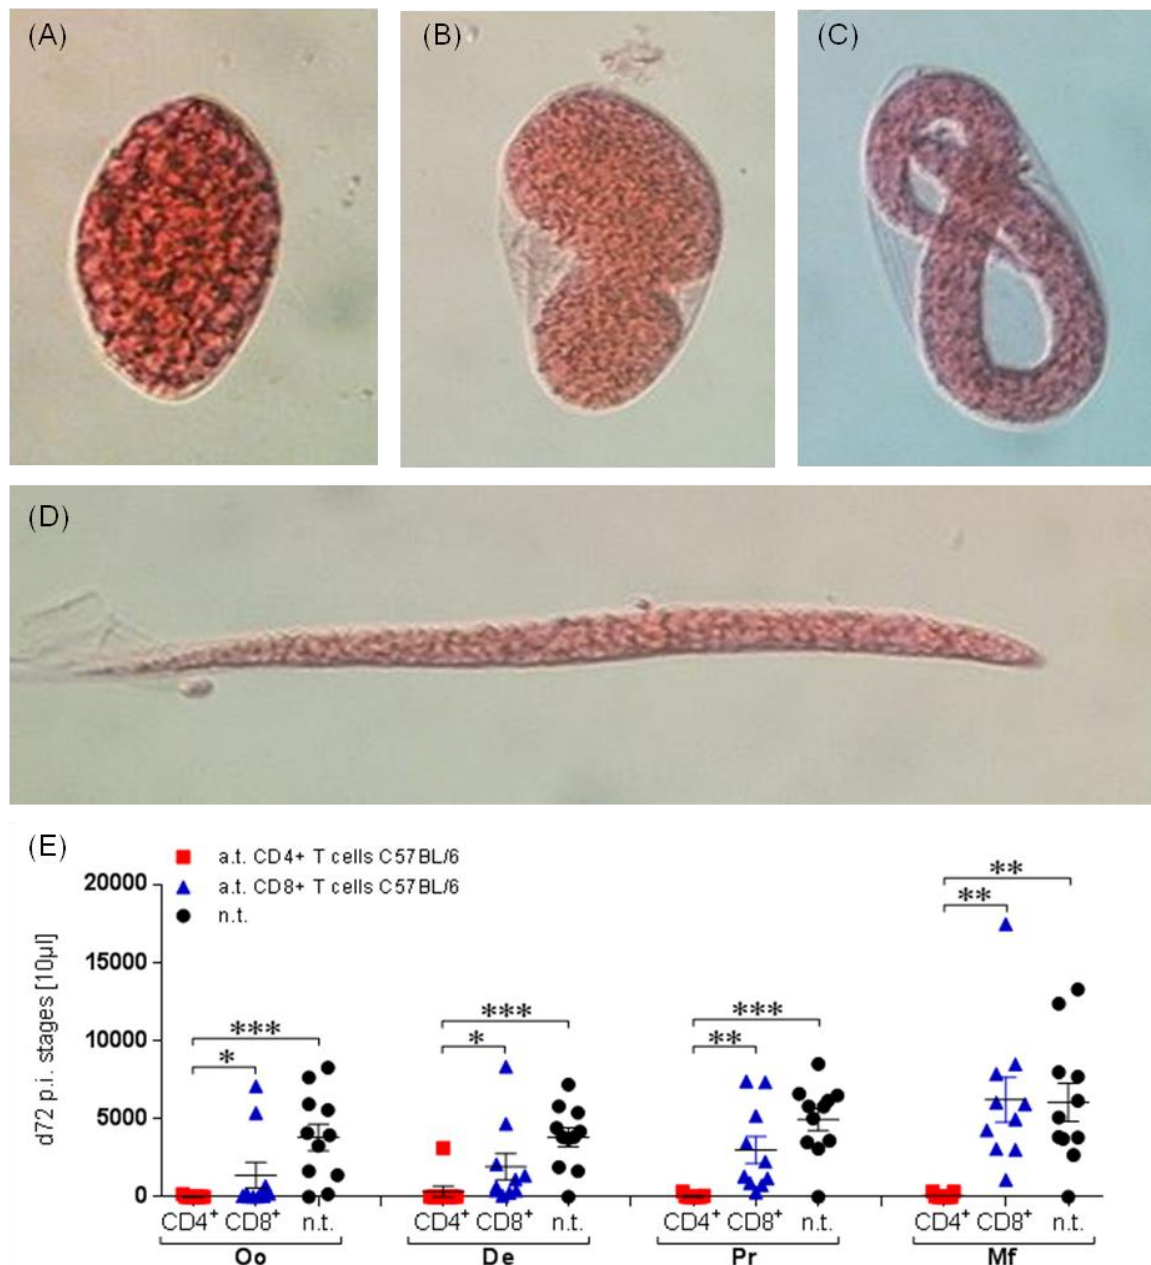 (A)
(B)
(C)
(D)
(E)
a.t. CD4+ T cells C57BL/6
a.t. CD8+ T cells C57BL/6
n.t.
d72 p.i. stages [10µl]
20000
15000
10000
5000
0
*** * *** * *** ** ** **
CD4⁺ CD8⁺ n.t. CD4⁺ CD8⁺ n.t. CD4⁺ CD8⁺ n.t. CD4⁺ CD8⁺ n.t.
Oo De Pr Mf